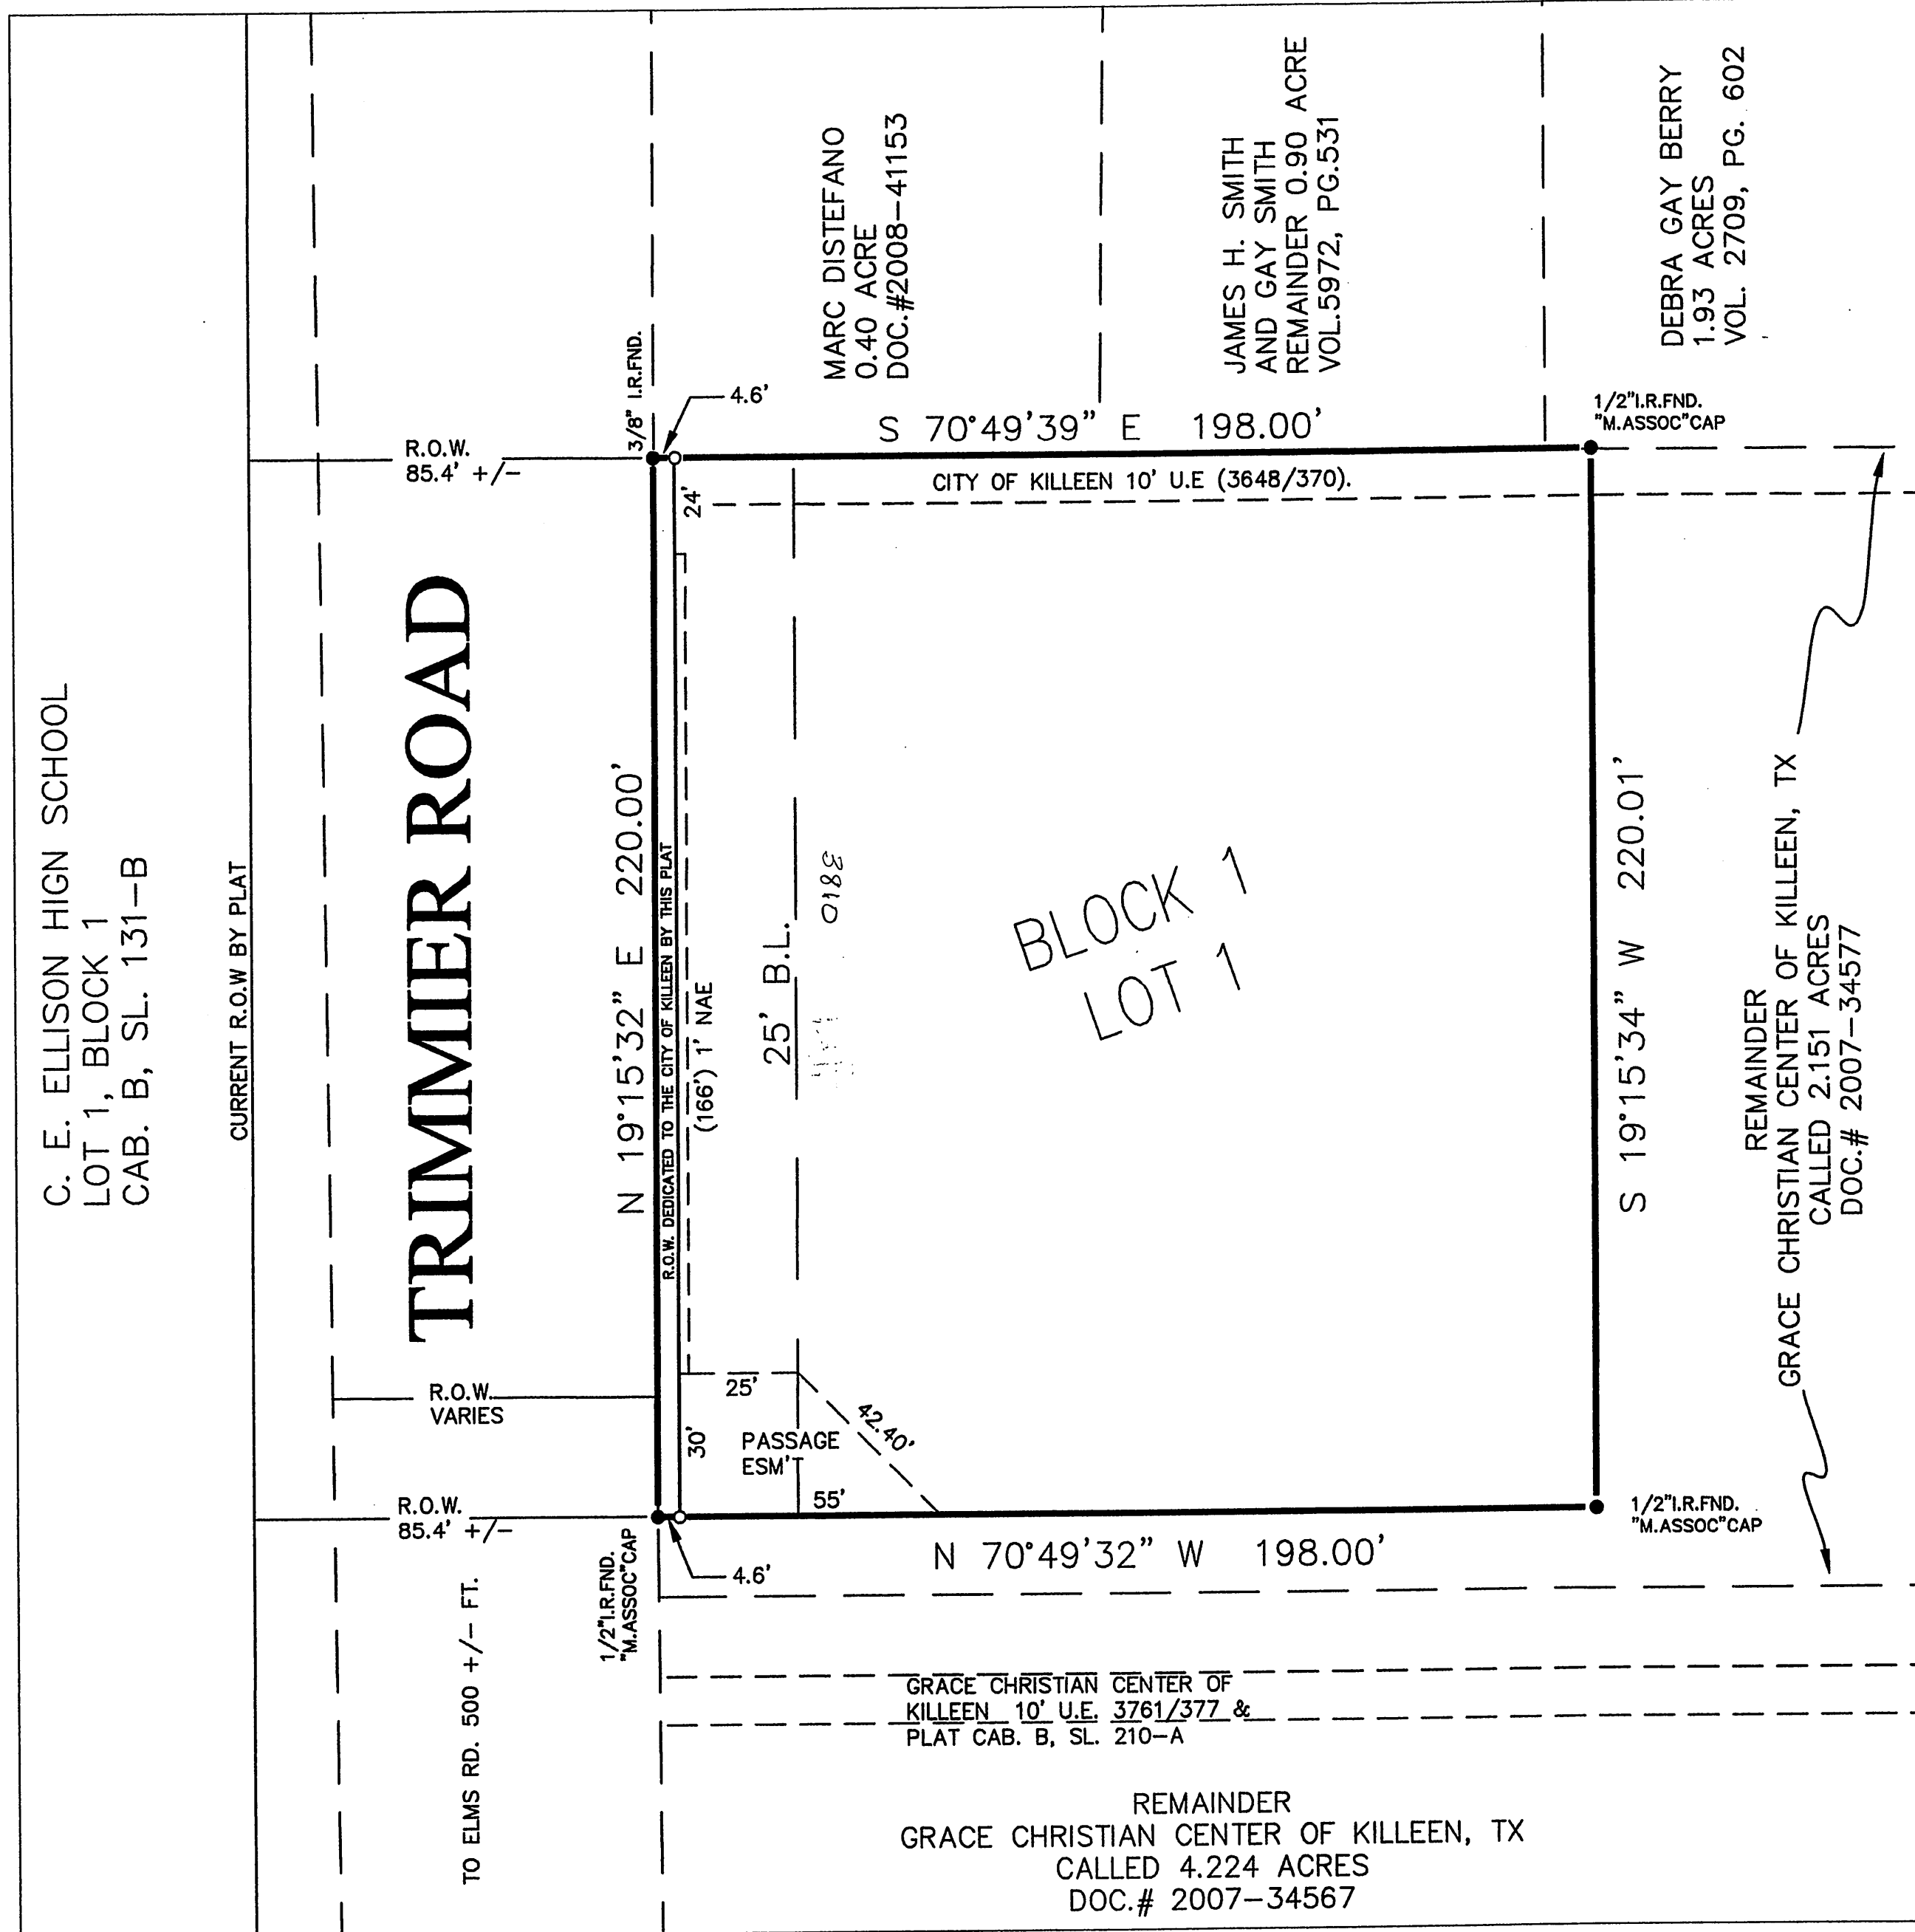 C. E. ELLISON HIGN SCHOOL
LOT 1, BLOCK 1
CAB. B, SL. 131–B
CURRENT R.O.W BY PLAT
TRIMMIER ROAD
R.O.W.
85.4' +/–
R.O.W.
VARIES
R.O.W.
85.4' +/–
TO ELMS RD. 500 +/– FT.
3/8" I.R.FND.
4.6'
MARC DISTEFANO
0.40 ACRE
DOC.#2008–41153
JAMES H. SMITH
AND GAY SMITH
REMAINDER 0.90 ACRE
VOL.5972, PG.531
DEBRA GAY BERRY
1.93 ACRES
VOL. 2709, PG. 602
1/2"I.R.FND.
"M.ASSOC"CAP
S 70°49'39" E 198.00'
CITY OF KILLEEN 10' U.E (3648/370).
24'
N 19°15'32" E 220.00'
R.O.W. DEDICATED TO THE CITY OF KILLEEN BY THIS PLAT
(166') 1' NAE
25' B.L.
3810
BLOCK 1
LOT 1
S 19°15'34" W 220.01'
REMAINDER
GRACE CHRISTIAN CENTER OF KILLEEN, TX
CALLED 2.151 ACRES
DOC.# 2007–34577
25'
30'
PASSAGE
ESM'T
42.40'
55'
1/2"I.R.FND.
"M.ASSOC"CAP
4.6'
N 70°49'32" W 198.00'
1/2"I.R.FND.
"M.ASSOC"CAP
GRACE CHRISTIAN CENTER OF
KILLEEN 10' U.E. 3761/377 &
PLAT CAB. B, SL. 210–A
REMAINDER
GRACE CHRISTIAN CENTER OF KILLEEN, TX
CALLED 4.224 ACRES
DOC.# 2007–34567